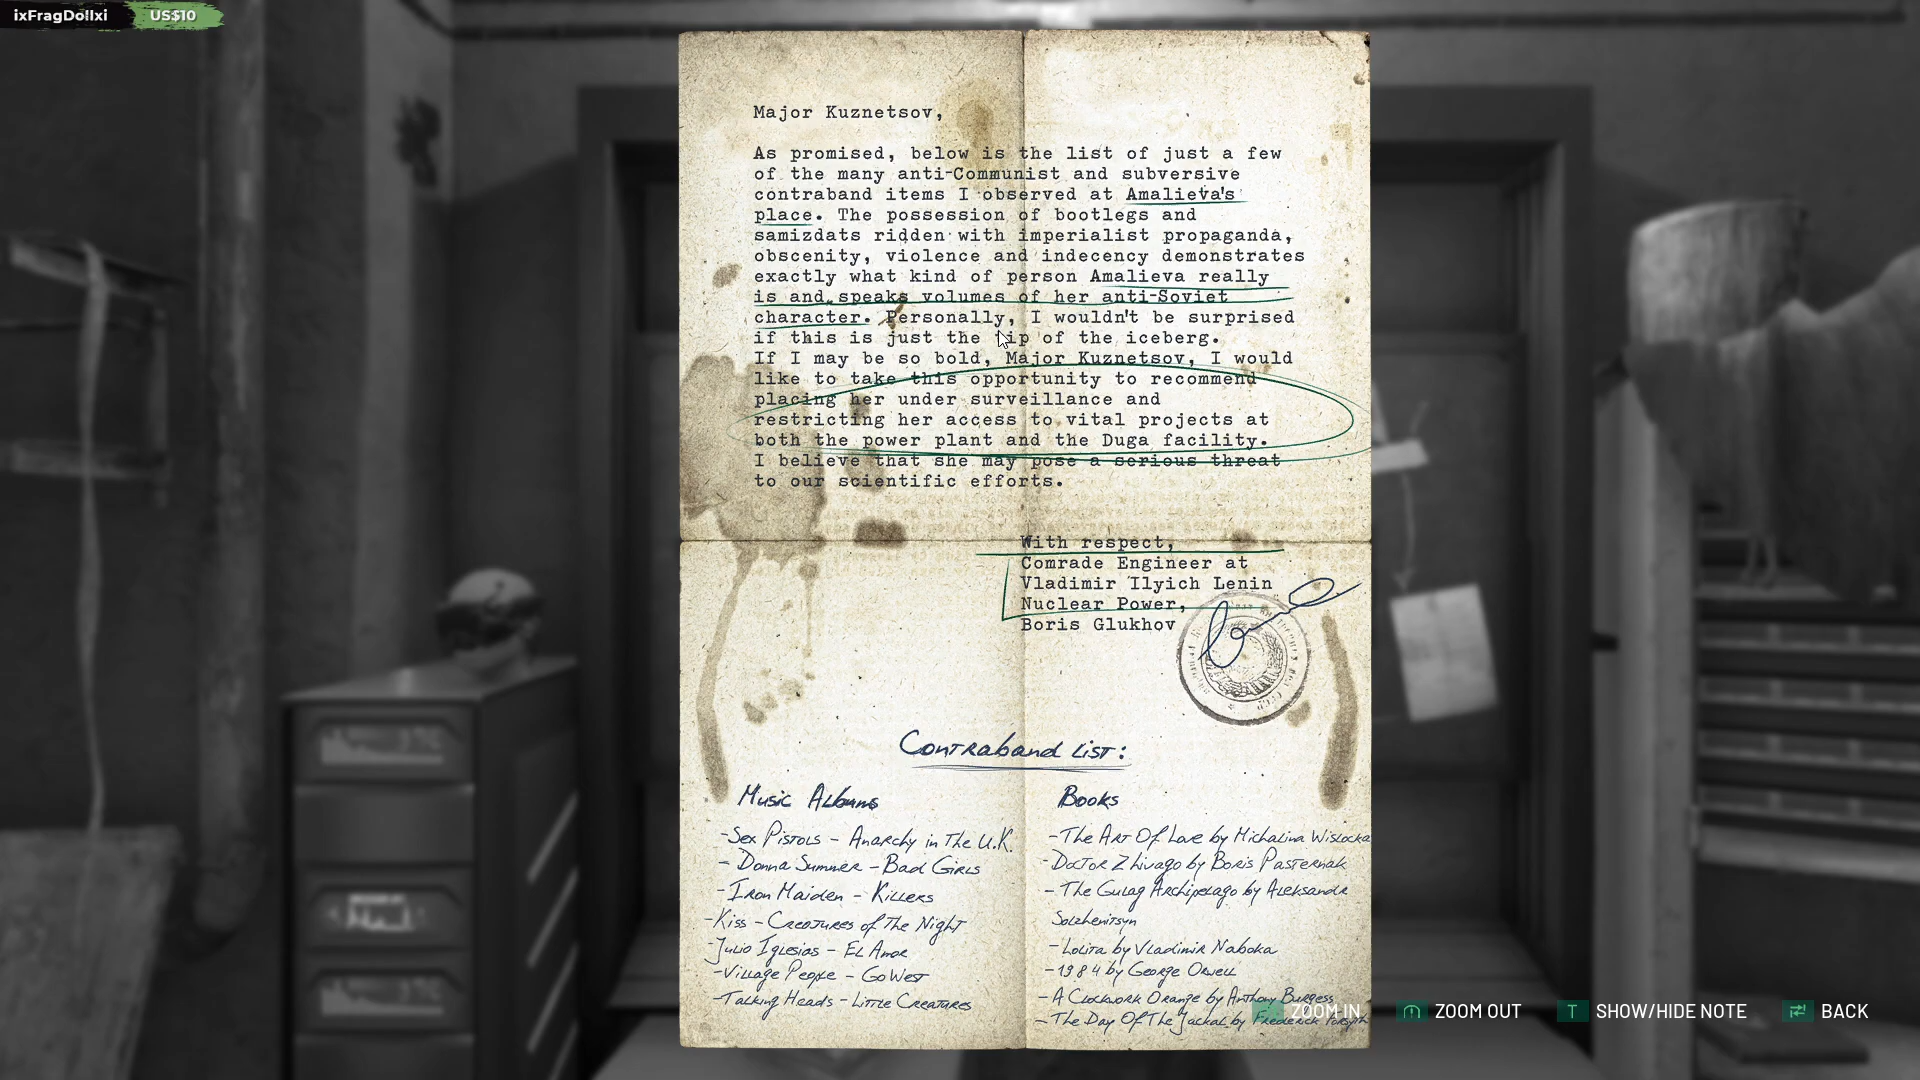 ixFragDollxi US$10
Major Kuznetsov,
As promised, below is the list of just a few
of the many anti-Communist and subversive
contraband items I observed at Amalieva's
place. The possession of bootlegs and
samizdats ridden with imperialist propaganda,
obscenity, violence and indecency demonstrates
exactly what kind of person Amalieva really
is and speaks volumes of her anti-Soviet
character. Personally, I wouldn't be surprised
if this is just the tip of the iceberg.
If I may be so bold, Major Kuznetsov, I would
like to take this opportunity to recommend
placing her under surveillance and
restricting her access to vital projects at
both the power plant and the Duga facility.
I believe that she may pose a serious threat
to our scientific efforts.
With respect,
Comrade Engineer at
Vladimir Ilyich Lenin
Nuclear Power,
Boris Glukhov
Contraband List:
Music Albums
-Sex Pistols - Anarchy in The U.K.
- Donna Summer - Bad Girls
-Iron Maiden - Killers
-Kiss - Creatures of The Night
-Julio Iglesias - El Amor
-Village People - Go West
-Talking Heads - Little Creatures
Books
-The Art Of Love by Michalina Wislocka
-Doctor Zhivago by Boris Pasternak
- The Gulag Archipelago by Aleksandr
Solzhenitsyn
-Lolita by Vladimir Naboka
-1984 by George Orwell
-A Clockwork Orange by Anthony Burgess
-The Day Of The Jackal by Frederick Forsyth
ZOOM IN ZOOM OUT T SHOW/HIDE NOTE BACK